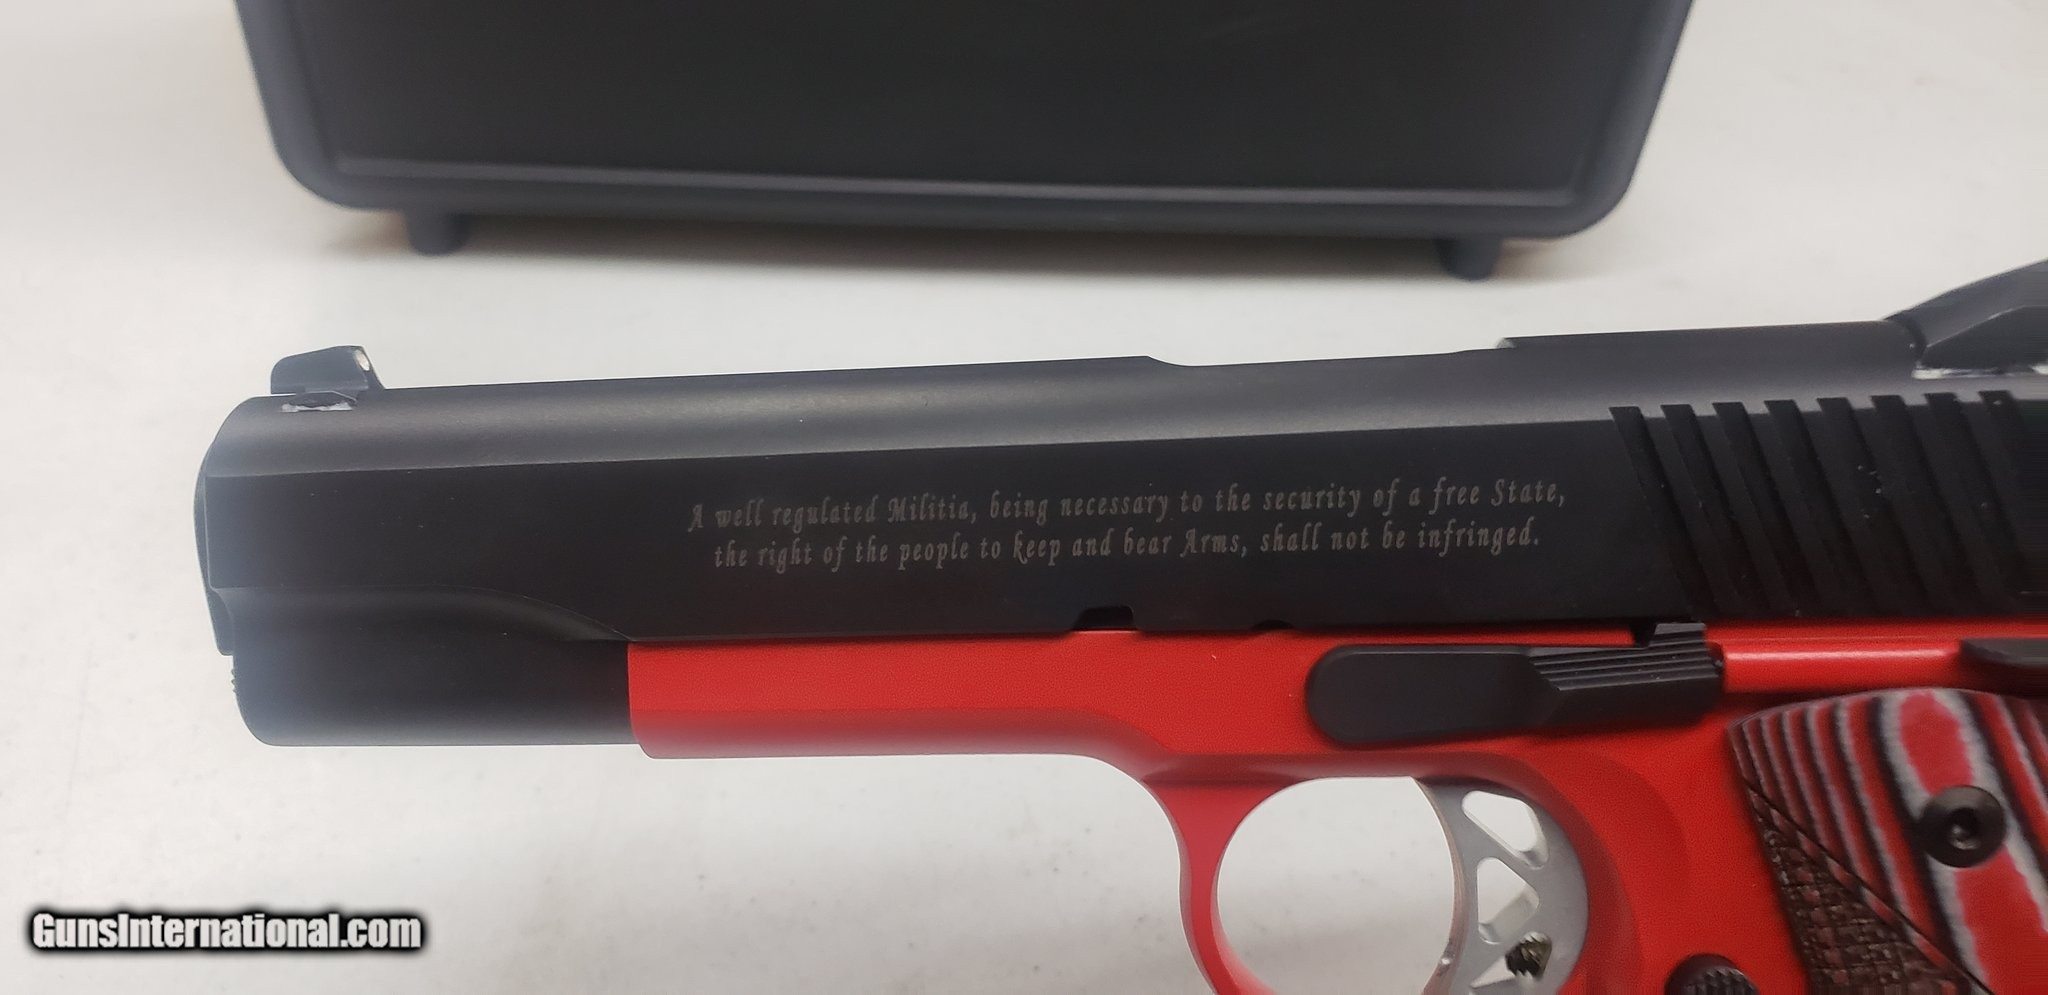 A well regulated Militia, being necessary to the security of a free State,
the right of the people to keep and bear Arms, shall not be infringed.
GunsInternational.com